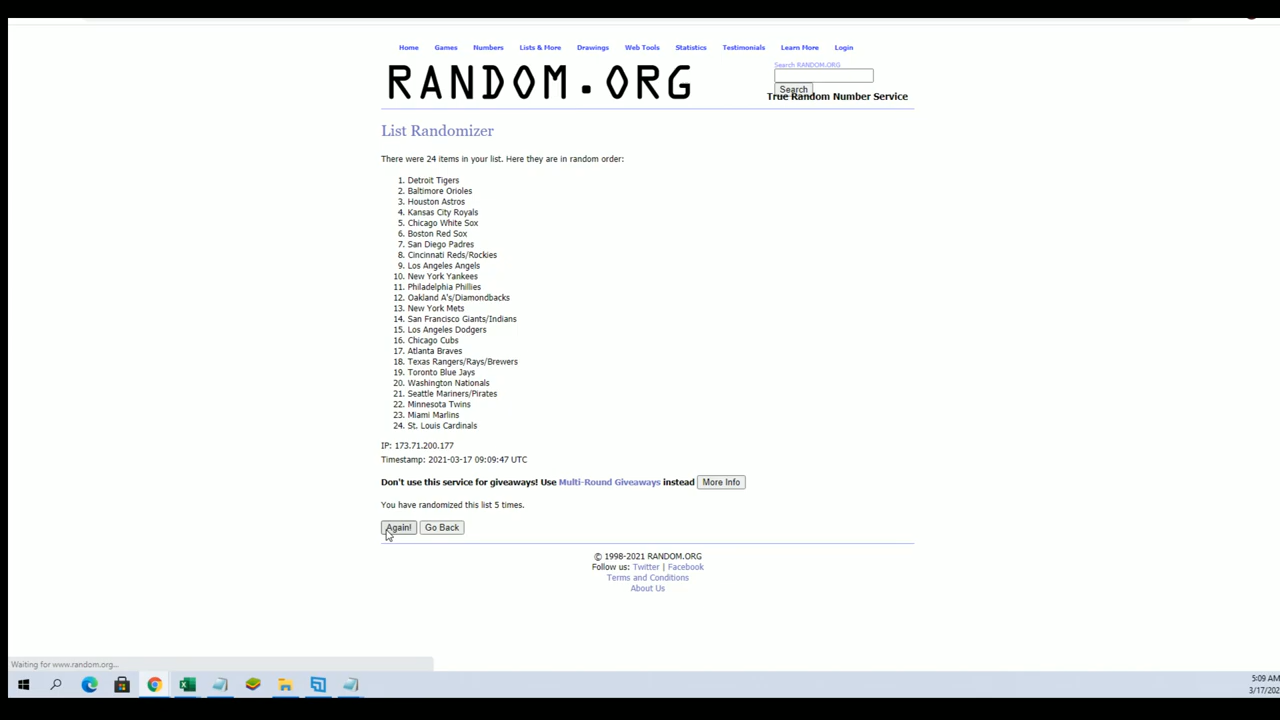 Home Games Numbers Lists & More Drawings Web Tools Statistics Testimonials Learn More Login
Search RANDOM.ORG
RANDOM.ORG
Search
True Random Number Service
List Randomizer
There were 24 items in your list. Here they are in random order:
1. Detroit Tigers
2. Baltimore Orioles
3. Houston Astros
4. Kansas City Royals
5. Chicago White Sox
6. Boston Red Sox
7. San Diego Padres
8. Cincinnati Reds/Rockies
9. Los Angeles Angels
10. New York Yankees
11. Philadelphia Phillies
12. Oakland A's/Diamondbacks
13. New York Mets
14. San Francisco Giants/Indians
15. Los Angeles Dodgers
16. Chicago Cubs
17. Atlanta Braves
18. Texas Rangers/Rays/Brewers
19. Toronto Blue Jays
20. Washington Nationals
21. Seattle Mariners/Pirates
22. Minnesota Twins
23. Miami Marlins
24. St. Louis Cardinals
IP: 173.71.200.177
Timestamp: 2021-03-17 09:09:47 UTC
Don't use this service for giveaways! Use Multi-Round Giveaways instead More Info
You have randomized this list 5 times.
Again! Go Back
© 1998-2021 RANDOM.ORG
Follow us: Twitter | Facebook
Terms and Conditions
About Us
Waiting for www.random.org...
5:09 AM
3/17/202